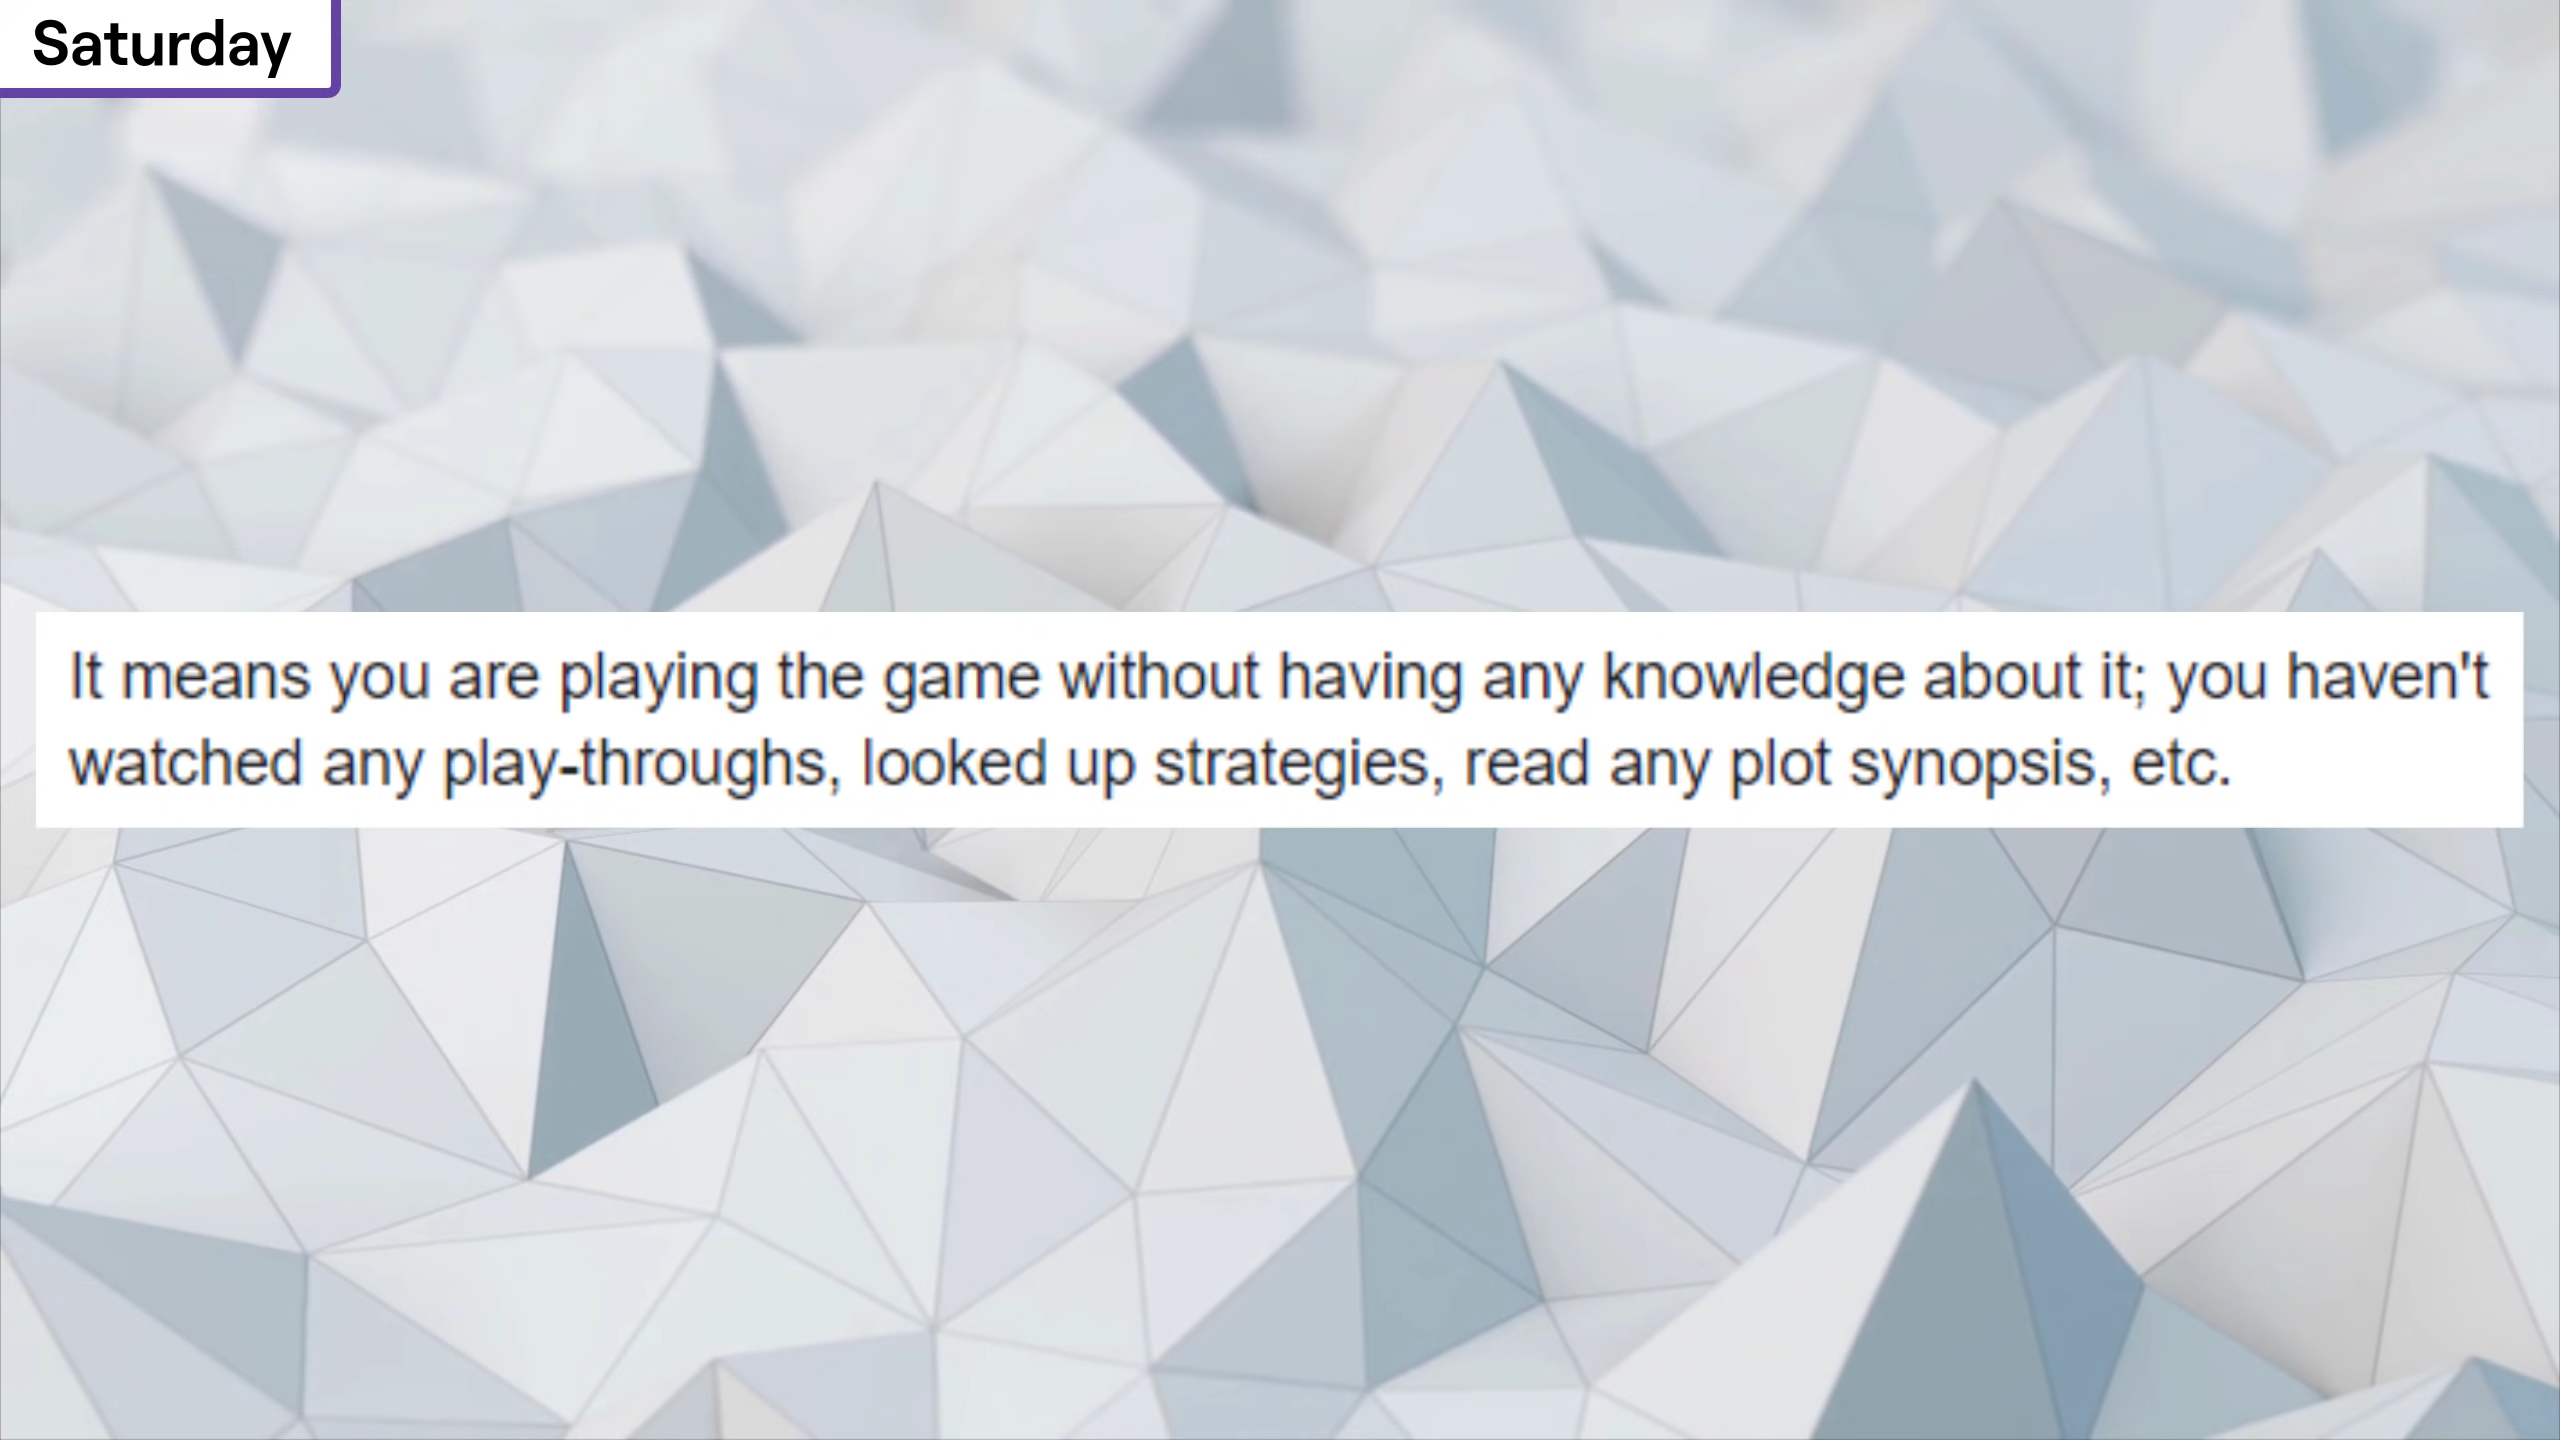 Saturday
It means you are playing the game without having any knowledge about it; you haven't
watched any play-throughs, looked up strategies, read any plot synopsis, etc.